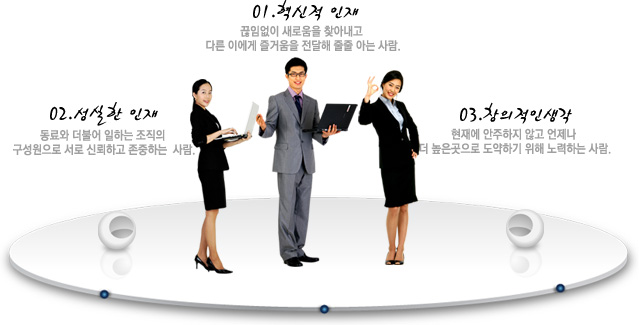 01.혁신적 인재
끊임없이 새로움을 찾아내고
다른 이에게 즐거움을 전달해 줄줄 아는 사람.
02.성실한 인재
동료와 더불어 일하는 조직의
구성원으로 서로 신뢰하고 존중하는 사람.
03.창의적인생각
현재에 안주하지 않고 언제나
더 높은곳으로 도약하기 위해 노력하는 사람.